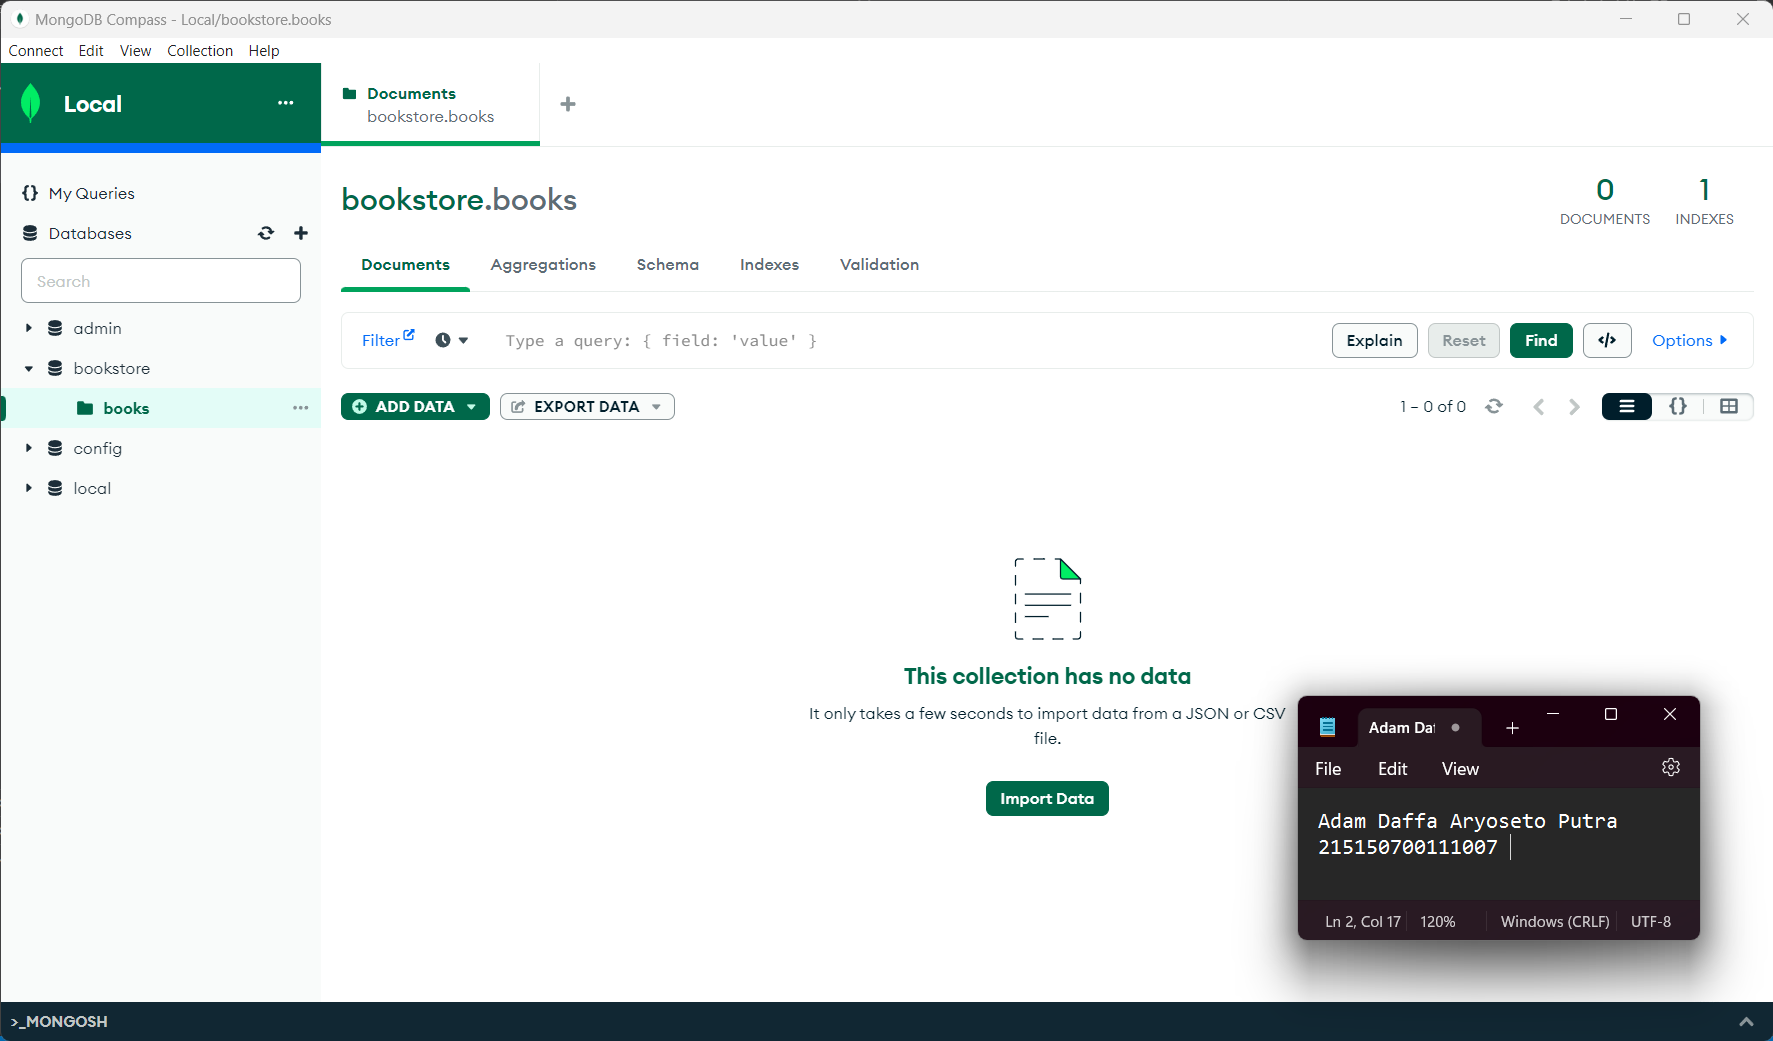 MongoDB Compass - Local/bookstore.books
Connect Edit View Collection Help
Local
Documents
bookstore.books
My Queries
Databases
Search
admin
bookstore
books
config
local
bookstore.books
0
DOCUMENTS
1
INDEXES
Documents Aggregations Schema Indexes Validation
Filter
Type a query: { field: 'value' }
Explain Reset Find </> Options
ADD DATA EXPORT DATA
1 – 0 of 0
{}
This collection has no data
It only takes a few seconds to import data from a JSON or CSV
file.
Import Data
Adam Da
File Edit View
Adam Daffa Aryoseto Putra
215150700111007
Ln 2, Col 17 120% Windows (CRLF) UTF-8
>_MONGOSH